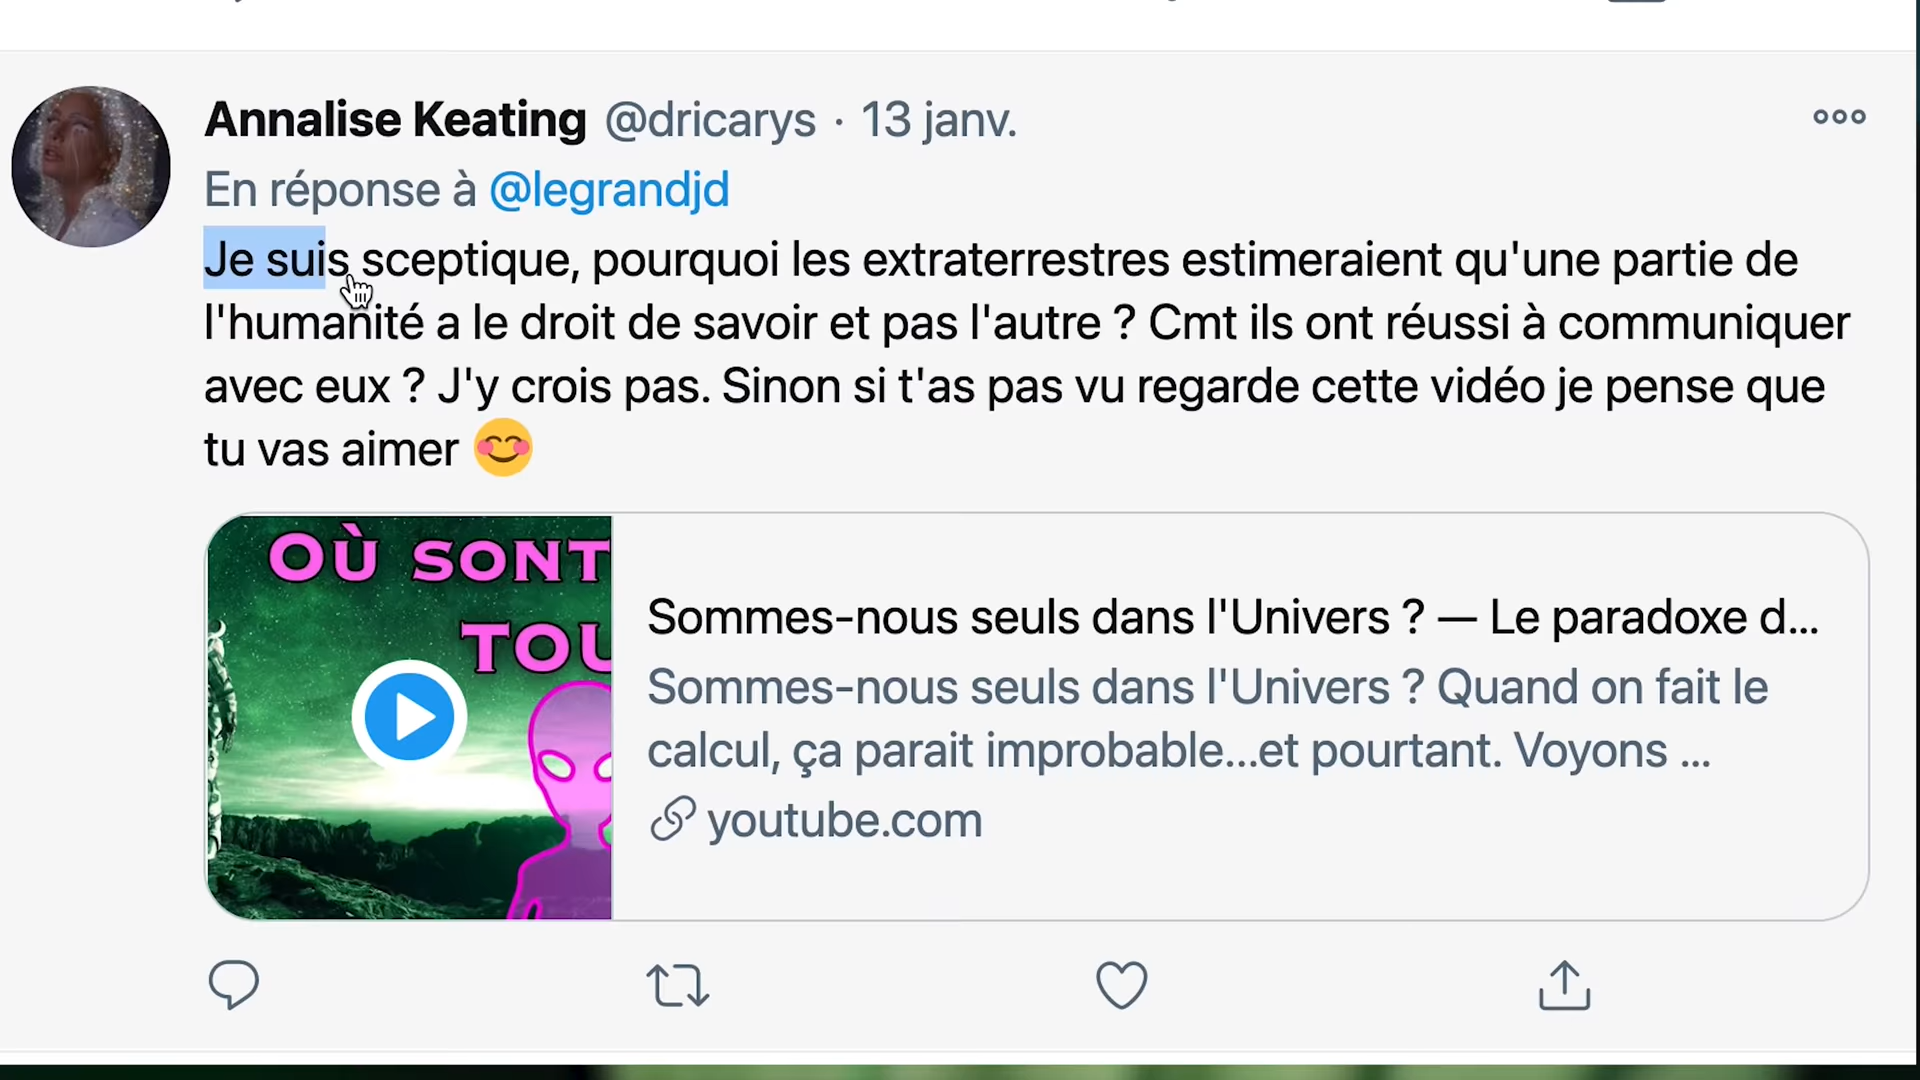 Annalise Keating @dricarys · 13 janv.
En réponse à @legrandjd
Je suis sceptique, pourquoi les extraterrestres estimeraient qu'une partie de
l'humanité a le droit de savoir et pas l'autre ? Cmt ils ont réussi à communiquer
avec eux ? J'y crois pas. Sinon si t'as pas vu regarde cette vidéo je pense que
tu vas aimer 😊
OÙ SONT
TOU
Sommes-nous seuls dans l'Univers ? — Le paradoxe d...
Sommes-nous seuls dans l'Univers ? Quand on fait le
calcul, ça parait improbable...et pourtant. Voyons ...
youtube.com